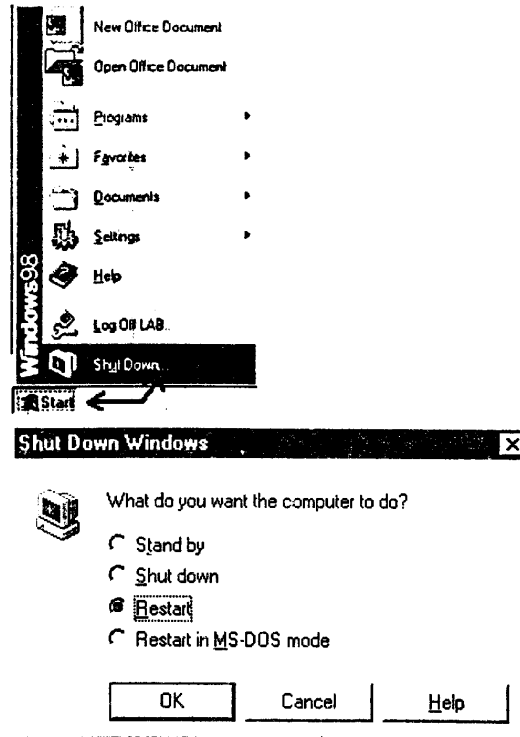 New Office Document
Open Office Document
Programs
Favorites
Documents
Settings
Help
Log Off LAB...
Shut Down...
Windows98
Start
Shut Down Windows
What do you want the computer to do?
Stand by
Shut down
Restart
Restart in MS-DOS mode
OK Cancel Help